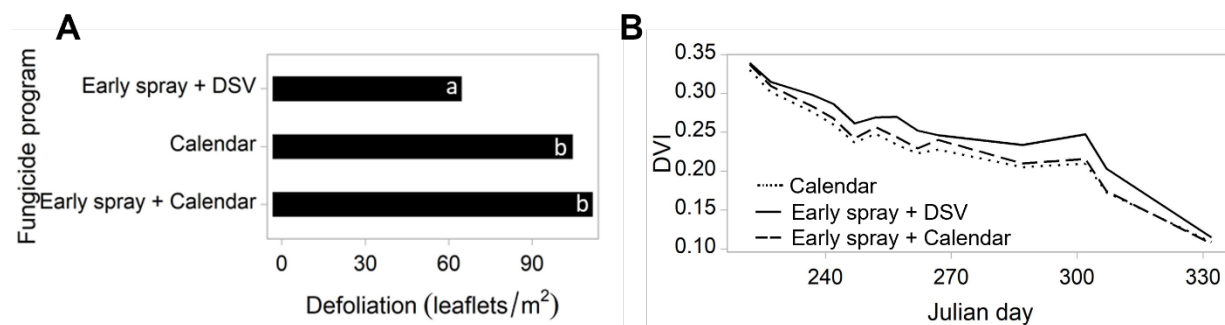 A
Fungicide program
Early spray + DSV
a
Calendar
b
Early spray + Calendar
b
0 30 60 90
Defoliation (leaflets/m²)
B
DVI
0.35
0.30
0.25
0.20
0.15
0.10
Calendar
Early spray + DSV
Early spray + Calendar
240 270 300 330
Julian day